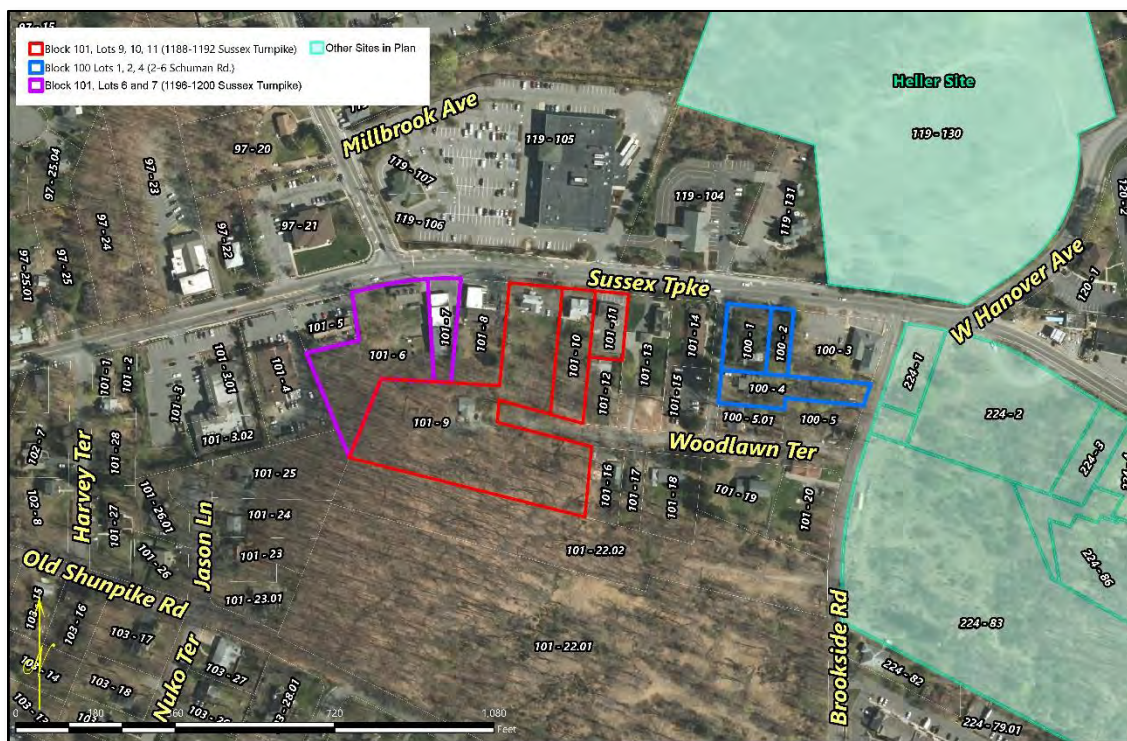 97 - 15
Block 101, Lots 9, 10, 11 (1188-1192 Sussex Turnpike)
Other Sites in Plan
Block 100 Lots 1, 2, 4 (2-6 Schuman Rd.)
Block 101, Lots 6 and 7 (1196-1200 Sussex Turnpike)
Heller Site
119 - 130
Millbrook Ave
119 - 105
119 - 107
119 - 106
119 - 104
119 - 131
120 - 2
120 - 1
97 - 25.04
97 - 23
97 - 20
97 - 24
97 - 22
97 - 21
97 - 25
97 - 25.01
Sussex Tpke
W Hanover Ave
101 - 5
101 - 6
101 - 7
101 - 8
101 - 10
101 - 11
101 - 13
101 - 14
100 - 1
100 - 2
100 - 3
224 - 1
101 - 1
101 - 2
101 - 3
101 - 3.01
101 - 4
101 - 9
101 - 12
101 - 15
100 - 4
100 - 5.01
100 - 5
224 - 2
224 - 3
101 - 3.02
Woodlawn Ter
102 - 7
Harvey Ter
101 - 28
101 - 25
101 - 16
101 - 17
101 - 18
101 - 19
101 - 20
102 - 8
101 - 27
101 - 26.01
Jason Ln
101 - 24
101 - 26
101 - 23
101 - 22.02
224 - 86
Old Shunpike Rd
101 - 23.01
103 - 15
103 - 16
103 - 17
101 - 22.01
Brookside Rd
224 - 83
103 - 14
103 - 18
Nuko Ter
103 - 27
103 - 28.01
224 - 82
224 - 79.01
0
180
360
720
1,080
Feet